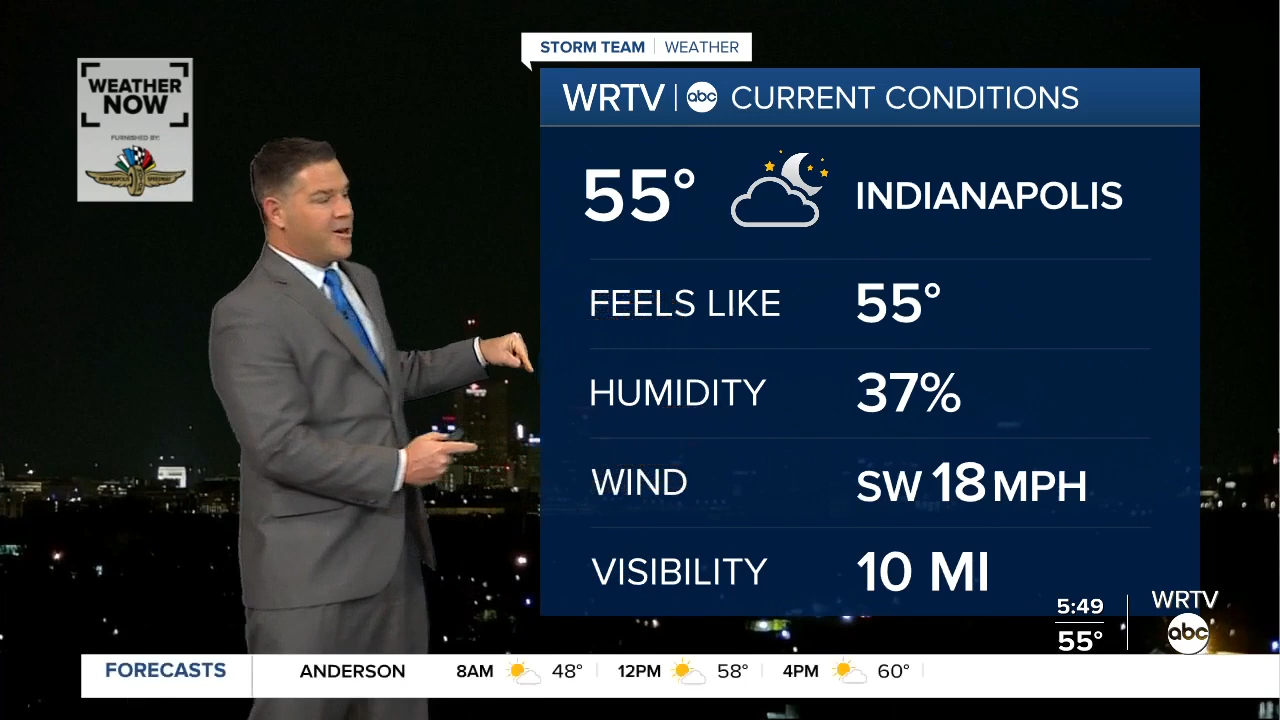 STORM TEAM | WEATHER
WEATHER
NOW
FURNISHED BY:
INDIANAPOLIS SPEEDWAY
WRTV | abc CURRENT CONDITIONS
55° INDIANAPOLIS
FEELS LIKE 55°
HUMIDITY 37%
WIND SW 18 MPH
VISIBILITY 10 MI
5:49
55°
WRTV
abc
FORECASTS ANDERSON 8AM 48° 12PM 58° 4PM 60°